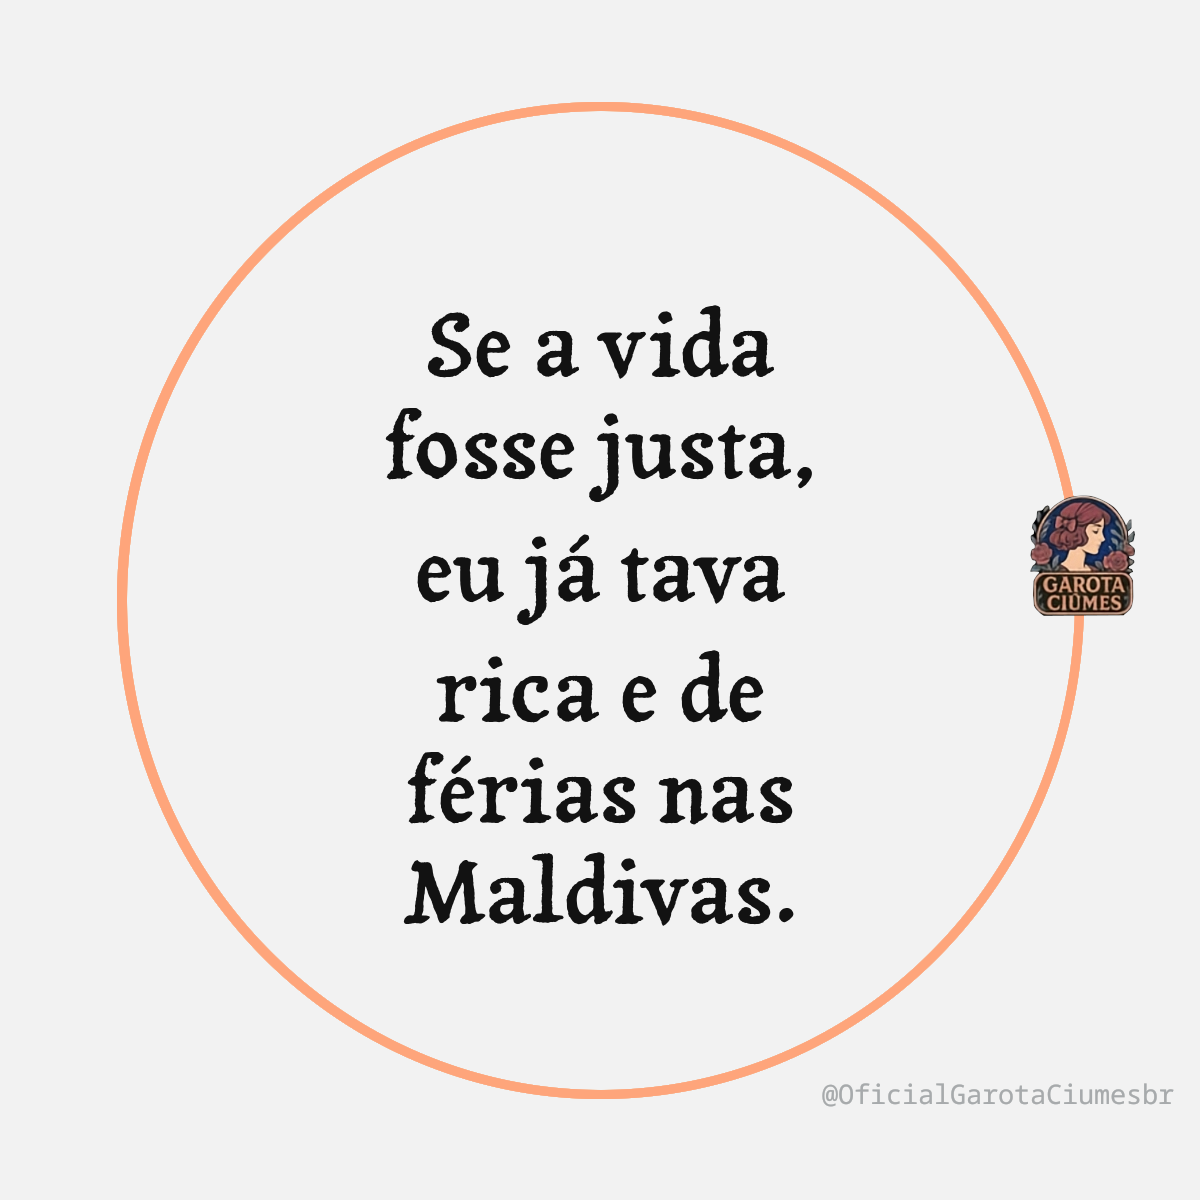 Se a vida
fosse justa,
eu já tava
rica e de
férias nas
Maldivas.
GAROTA
CIÚMES
@OficialGarotaCiumesbr